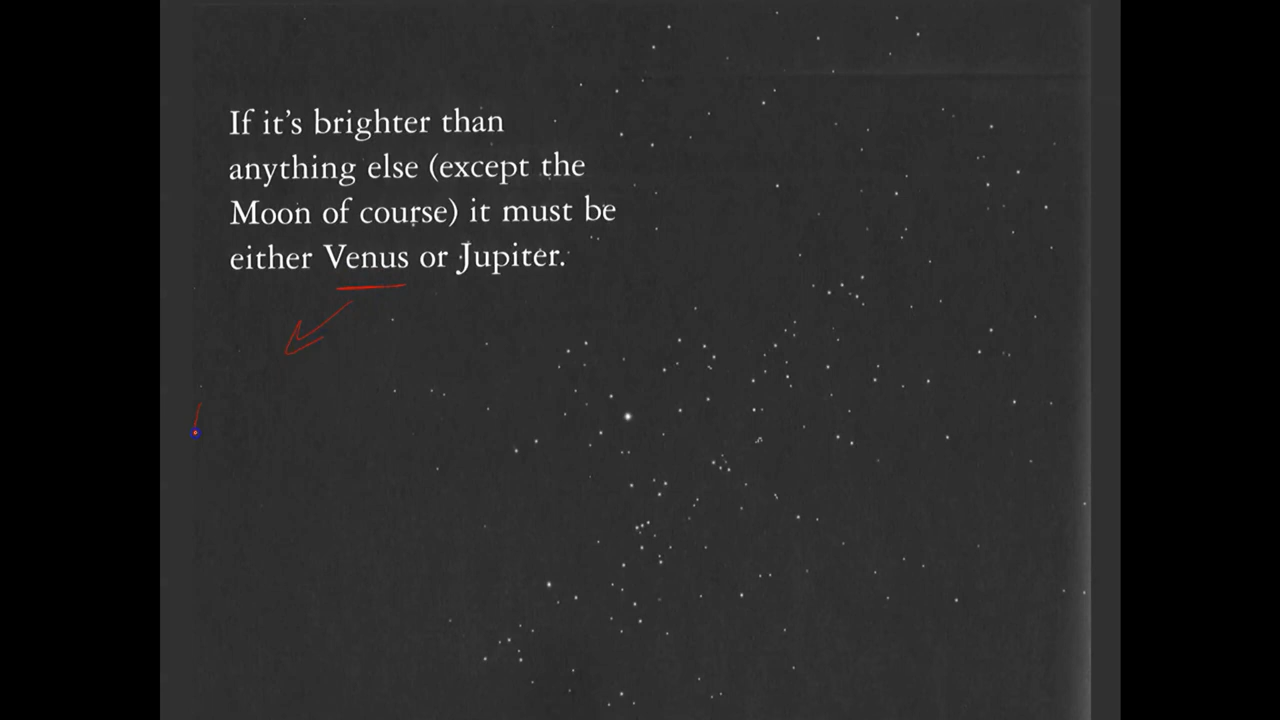 If it's brighter than
anything else (except the
Moon of course) it must be
either Venus or Jupiter.